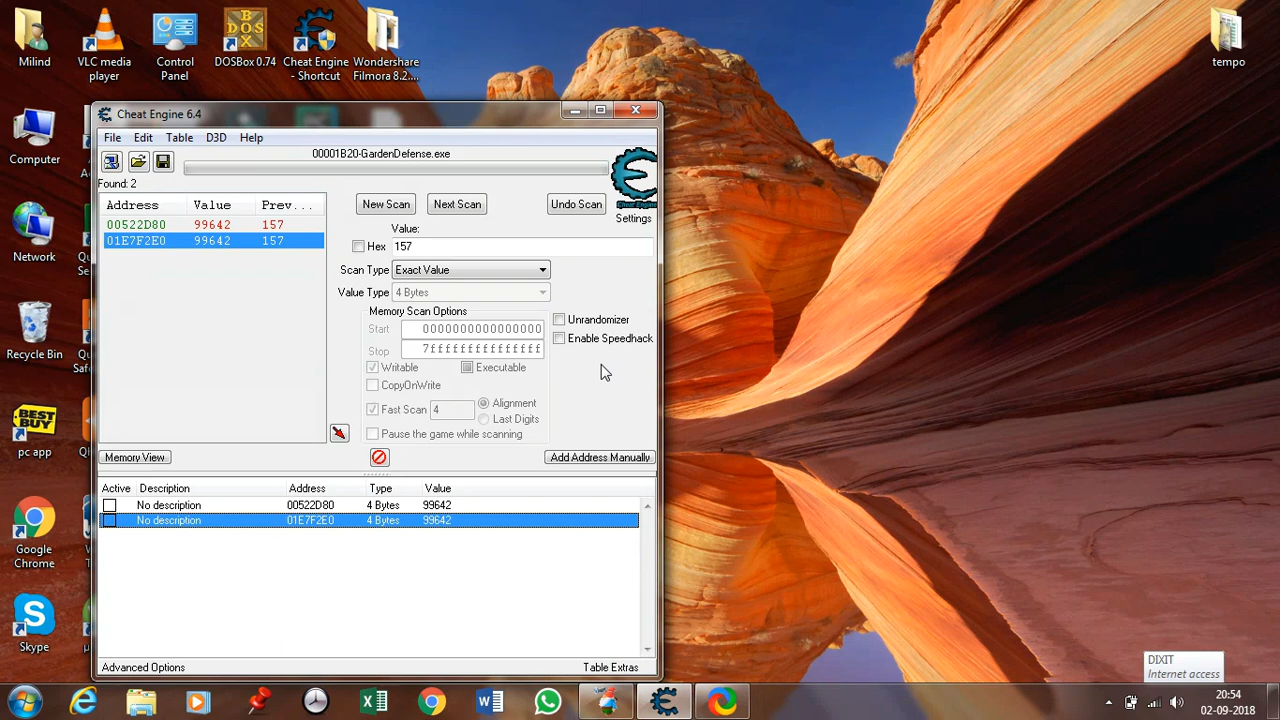 Milind
VLC media
player
Control
Panel
DOSBox 0.74
Cheat Engine
- Shortcut
Wondershare
Filmora 8.2....
tempo
Computer
Network
Recycle Bin
BEST
BUY
pc app
Google
Chrome
Skype
Cheat Engine 6.4
File Edit Table D3D Help
00001B20-GardenDefense.exe
Found: 2
Address Value Prev...
00522D80 99642 157
01E7F2E0 99642 157
New Scan Next Scan Undo Scan
Cheat Engine
Settings
Value:
Hex 157
Scan Type Exact Value
Value Type 4 Bytes
Memory Scan Options
Start 0000000000000000
Stop 7fffffffffffffff
Writable Executable
CopyOnWrite
Fast Scan 4 Alignment
Last Digits
Pause the game while scanning
Unrandomizer
Enable Speedhack
Memory View Add Address Manually
Active Description Address Type Value
No description 00522D80 4 Bytes 99642
No description 01E7F2E0 4 Bytes 99642
Advanced Options Table Extras
DIXIT
Internet access
20:54
02-09-2018